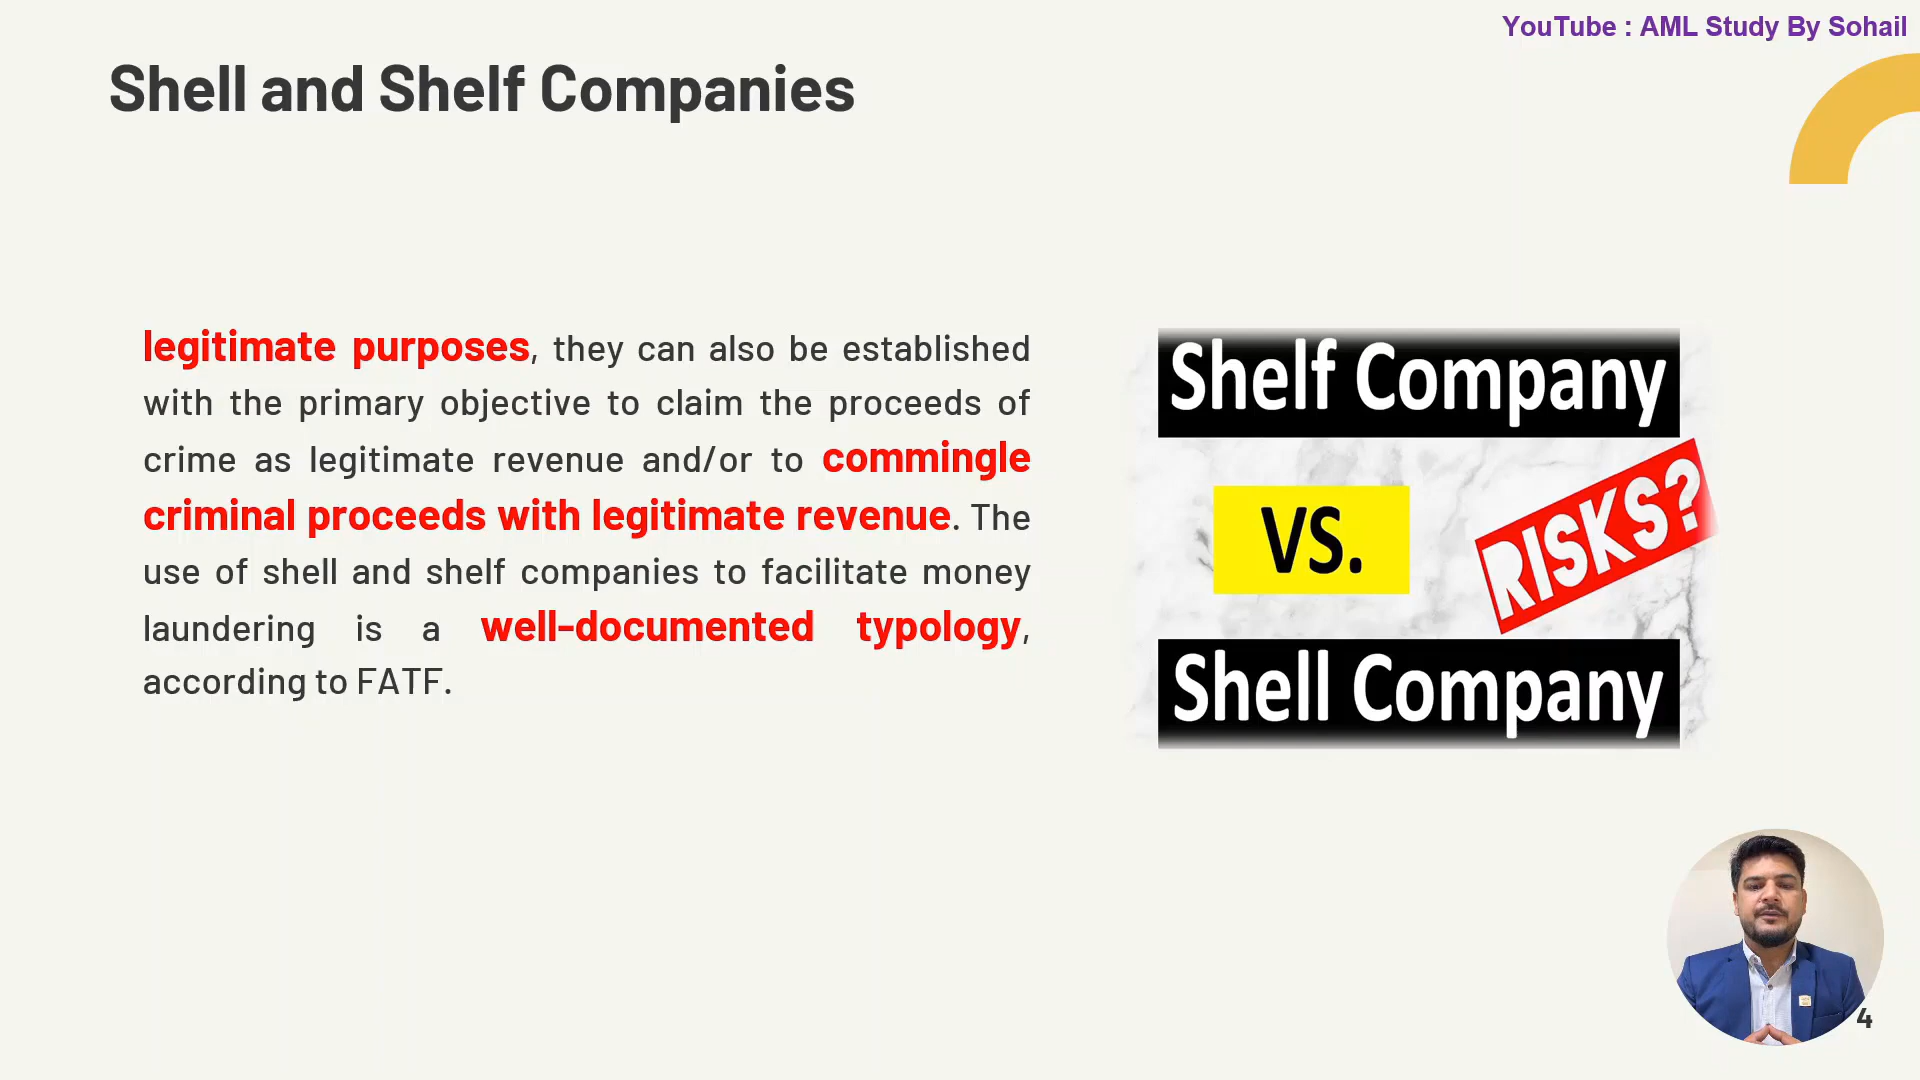 YouTube : AML Study By Sohail
Shell and Shelf Companies
legitimate purposes, they can also be established
with the primary objective to claim the proceeds of
crime as legitimate revenue and/or to commingle
criminal proceeds with legitimate revenue. The
use of shell and shelf companies to facilitate money
laundering is a well-documented typology,
according to FATF.
Shelf Company
VS.
RISKS?
Shell Company
4